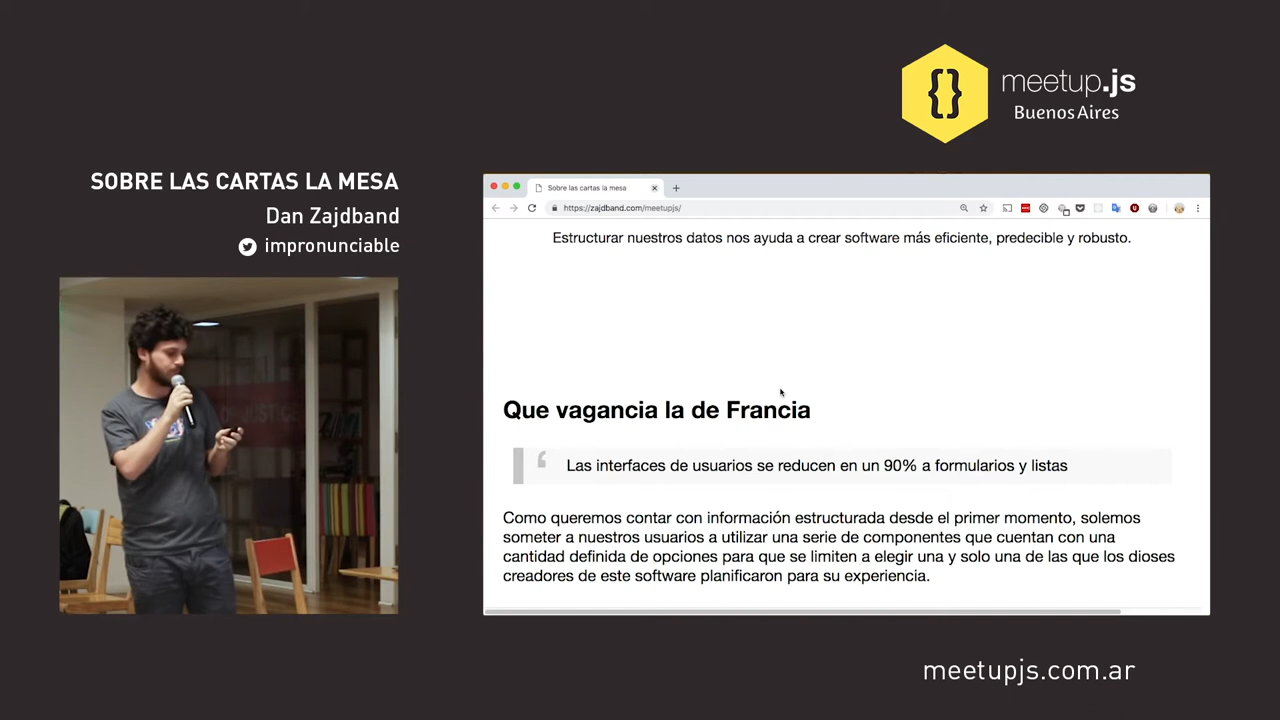 {} meetup.js
Buenos Aires
SOBRE LAS CARTAS LA MESA
Dan Zajdband
impronunciable
Sobre las cartas la mesa
https://zajdband.com/meetupjs/
Estructurar nuestros datos nos ayuda a crear software más eficiente, predecible y robusto.
Que vagancia la de Francia
Las interfaces de usuarios se reducen en un 90% a formularios y listas
Como queremos contar con información estructurada desde el primer momento, solemos
someter a nuestros usuarios a utilizar una serie de componentes que cuentan con una
cantidad definida de opciones para que se limiten a elegir una y solo una de las que los dioses
creadores de este software planificaron para su experiencia.
meetupjs.com.ar